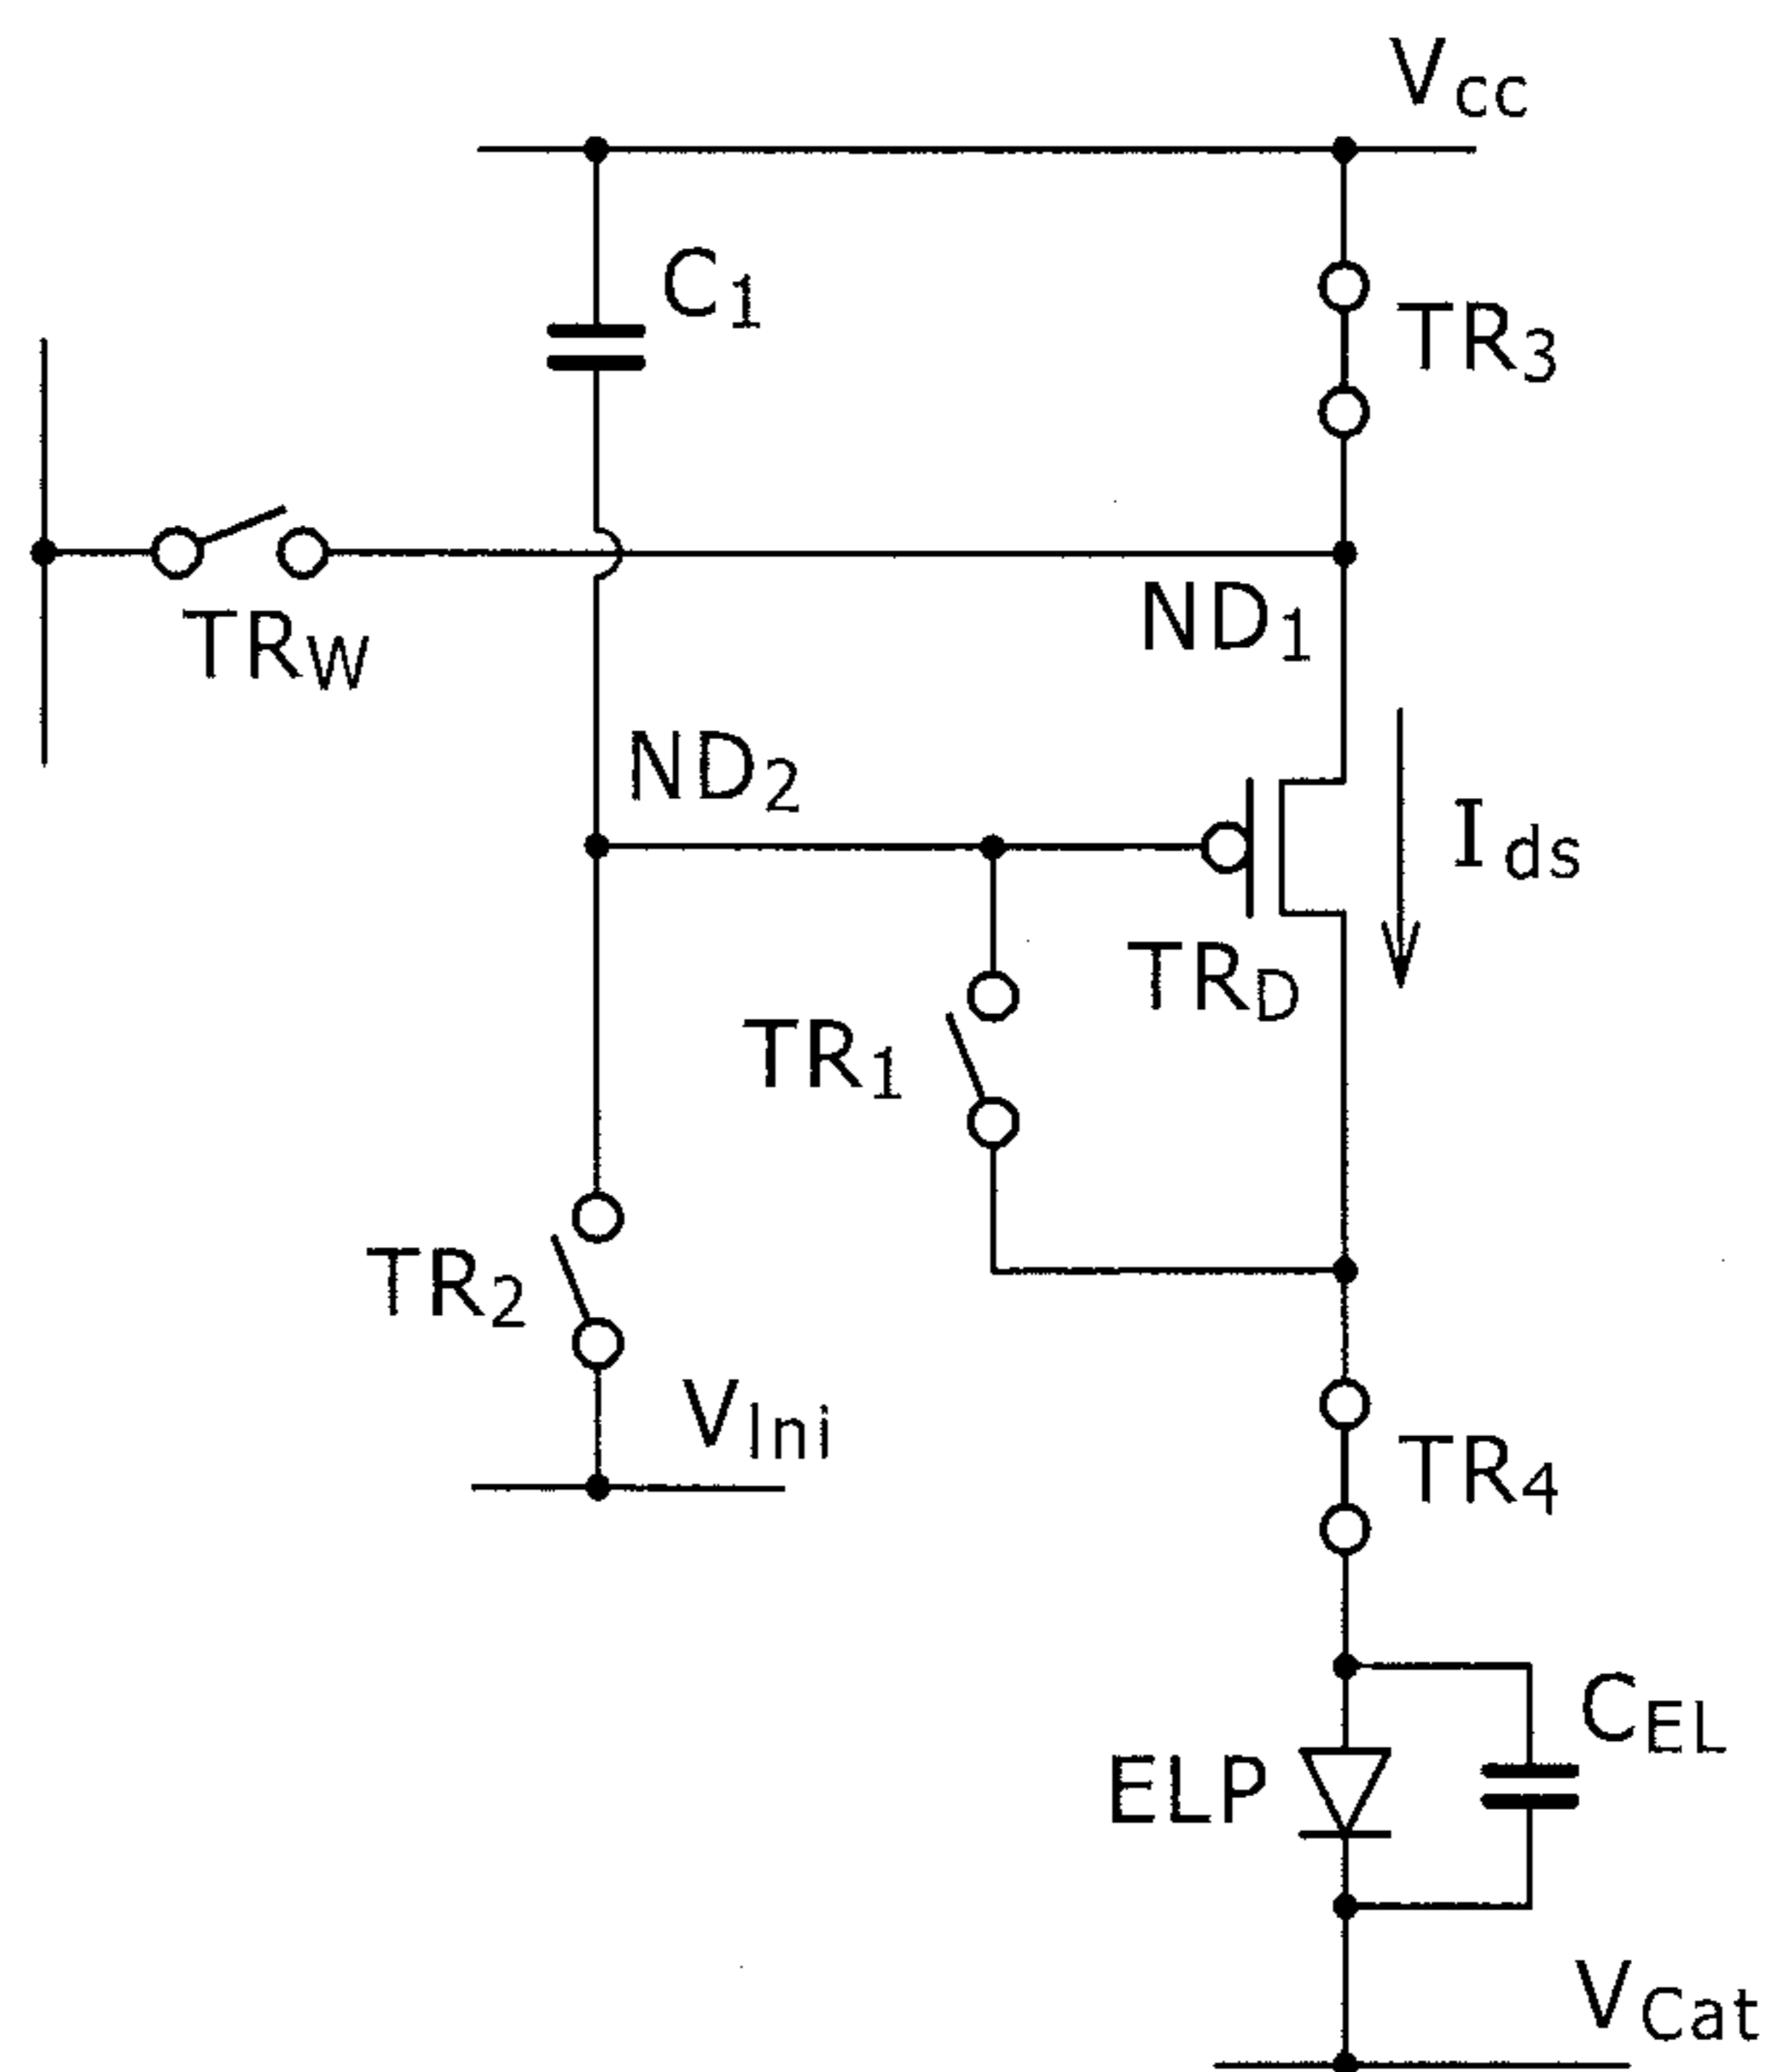 Vcc
C1
TR3
TRW
ND1
ND2
Ids
TRD
TR1
TR2
VIni
TR4
CEL
ELP
VCat